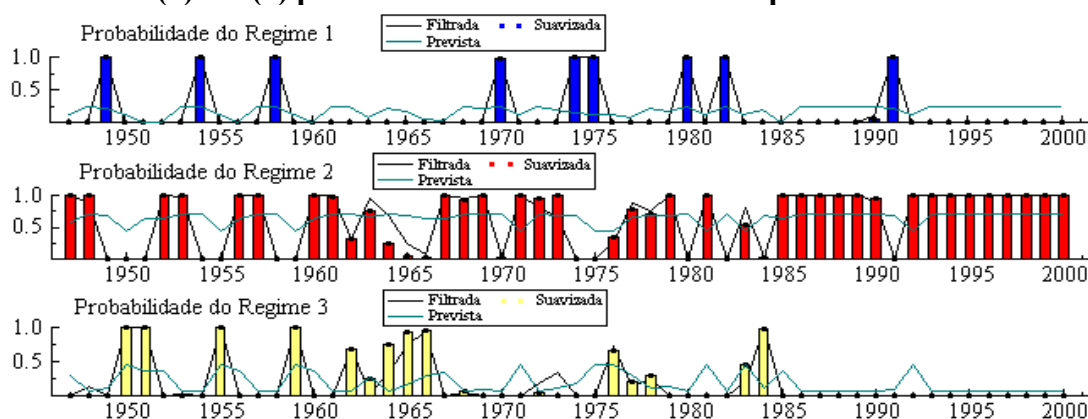 Probabilidade do Regime 1
Filtrada Suavizada
Prevista
1.0
0.5
1950 1955 1960 1965 1970 1975 1980 1985 1990 1995 2000
Probabilidade do Regime 2
Filtrada Suavizada
Prevista
1.0
0.5
1950 1955 1960 1965 1970 1975 1980 1985 1990 1995 2000
Probabilidade do Regime 3
Filtrada Suavizada
Prevista
1.0
0.5
1950 1955 1960 1965 1970 1975 1980 1985 1990 1995 2000